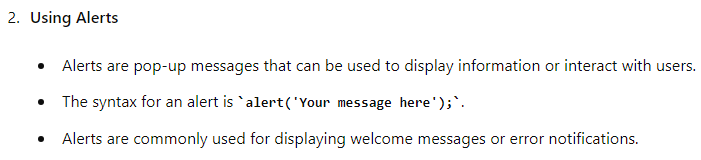 2. Using Alerts
• Alerts are pop-up messages that can be used to display information or interact with users.
• The syntax for an alert is `alert('Your message here');`.
• Alerts are commonly used for displaying welcome messages or error notifications.